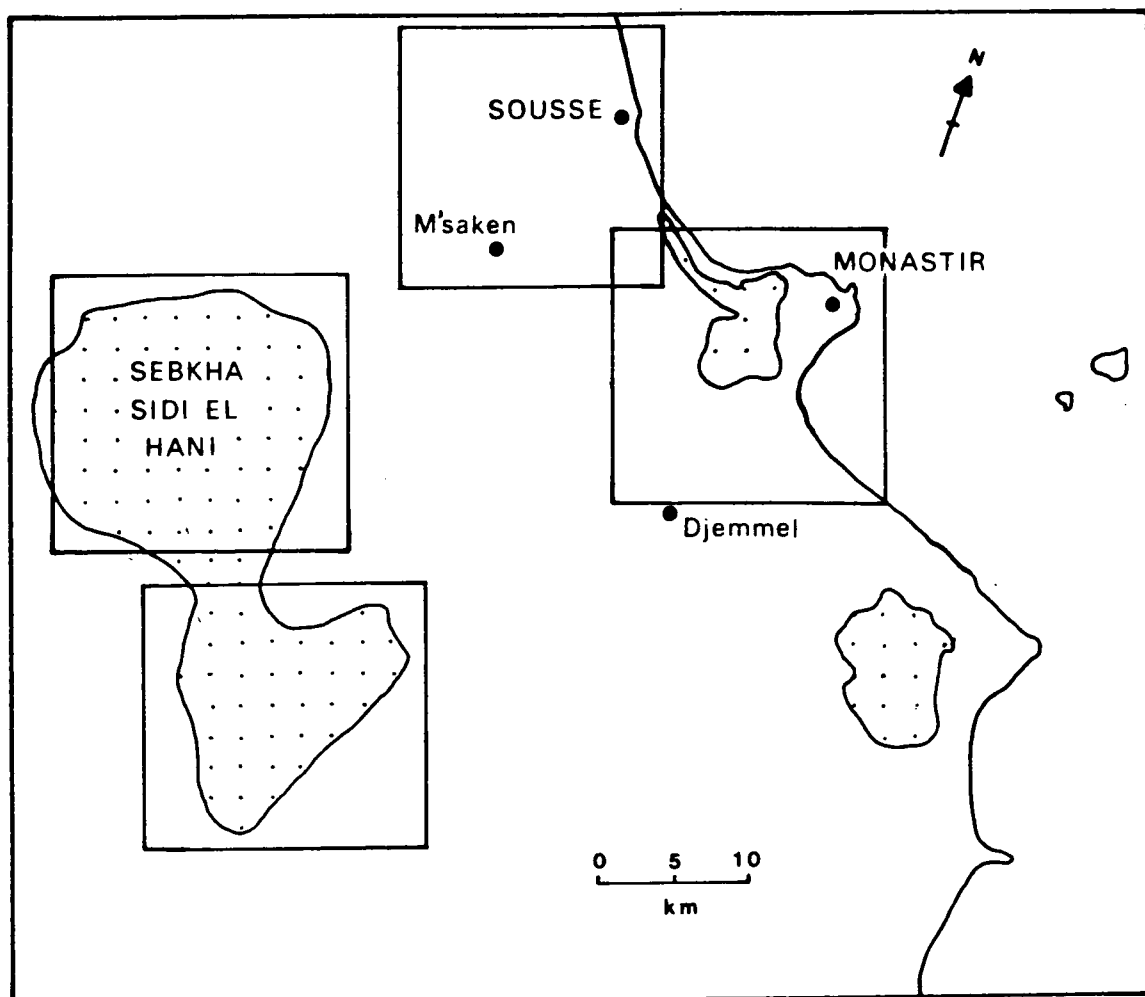 N
SOUSSE
M'saken
MONASTIR
SEBKHA
SIDI EL
HANI
Djemmel
0 5 10
km